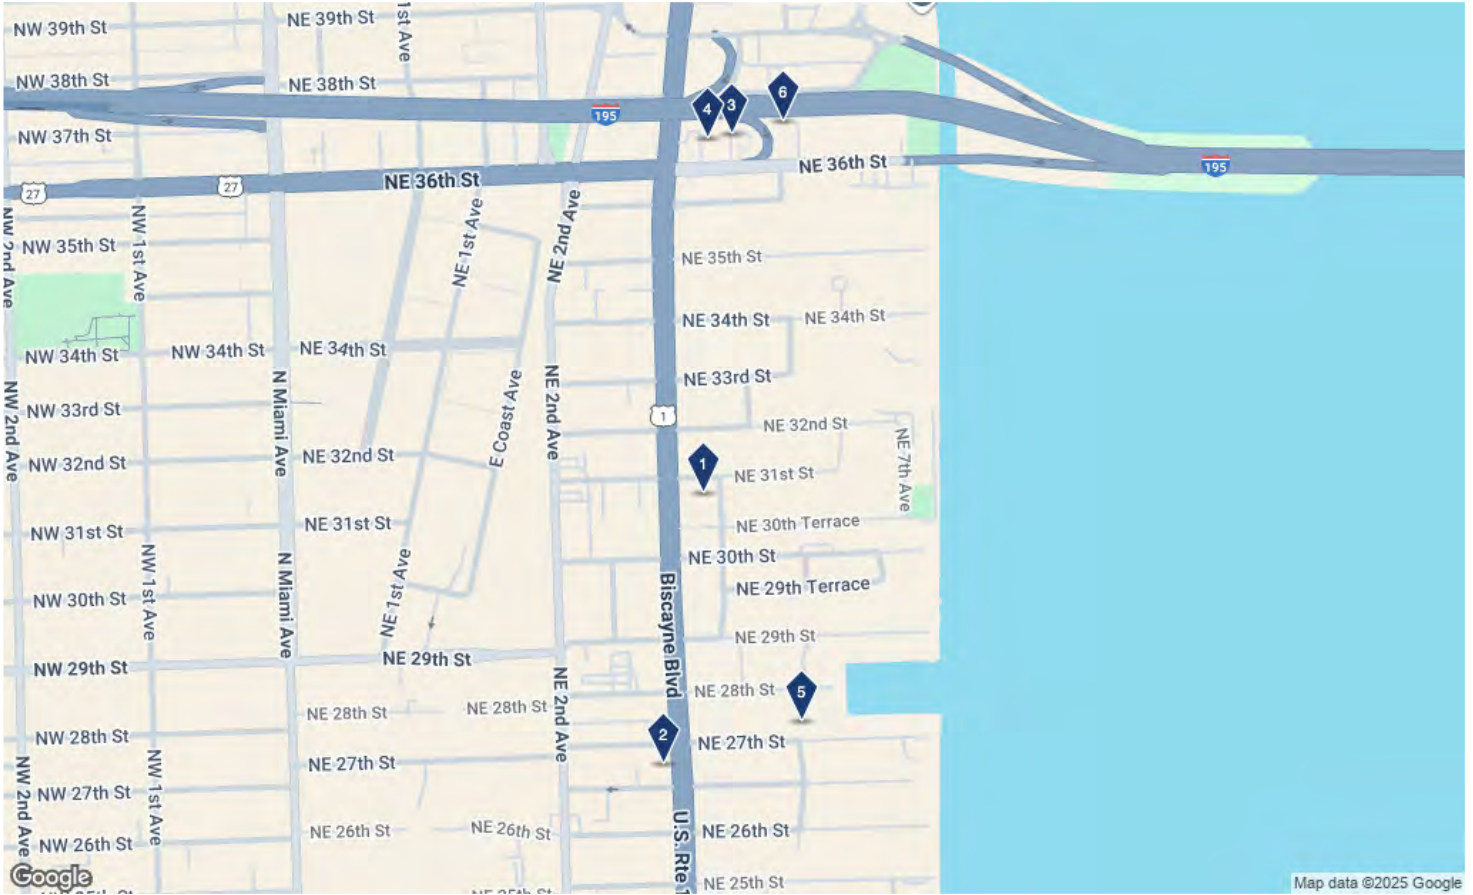 NW 39th St
NE 39th St
1st Ave
NW 38th St
NE 38th St
6
4
3
195
NW 37th St
NE 36th St
195
NE 36th St
27
27
NW 2nd Ave
NW 1st Ave
NE 1st Ave
NE 2nd Ave
NW 35th St
NE 35th St
NE 34th St
NE 34th St
NW 34th St
NW 34th St
NE 34th St
NE 33rd St
N Miami Ave
NW 2nd Ave
NE 2nd Ave
E Coast Ave
NW 33rd St
1
NE 32nd St
NE 7th Ave
NW 32nd St
NE 32nd St
1
NE 31st St
NW 31st St
NE 31st St
NE 30th Terrace
NE 30th St
NW 1st Ave
N Miami Ave
NE 1st Ave
Biscayne Blvd
NE 29th Terrace
NW 30th St
NE 29th St
NW 29th St
NE 29th St
NE 2nd Ave
NE 28th St
5
NE 28th St
NE 28th St
NW 28th St
2
NE 27th St
NW 2nd Ave
NW 1st Ave
NE 27th St
NW 27th St
U.S. Rte 1
NE 26th St
NE 26th St
NE 26th St
NW 26th St
Google
NE 25th St
NE 25th St
Map data ©2025 Google